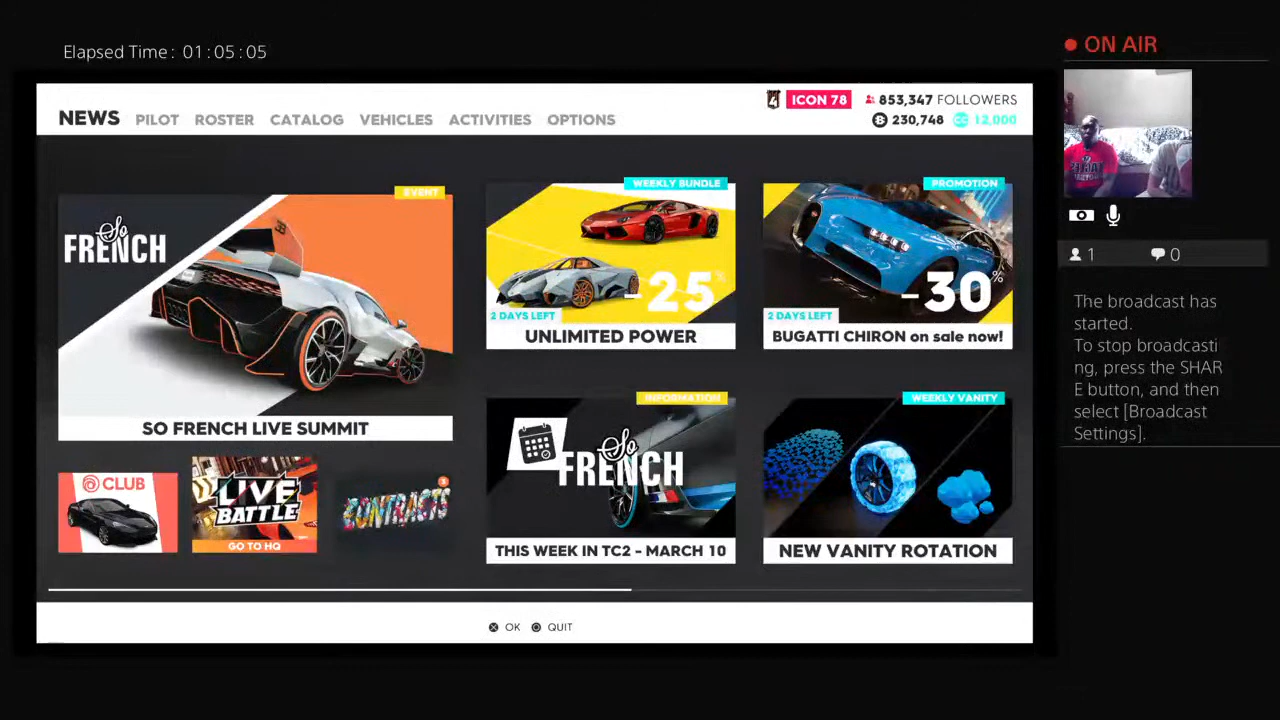 Elapsed Time: 01:05:05
ON AIR
NEWS PILOT ROSTER CATALOG VEHICLES ACTIVITIES OPTIONS
4 ICON 78 853,347 FOLLOWERS
230,748 CC 12,000
EVENT
So
FRENCH
SO FRENCH LIVE SUMMIT
WEEKLY BUNDLE
-25%
2 DAYS LEFT
UNLIMITED POWER
PROMOTION
-30%
2 DAYS LEFT
BUGATTI CHIRON on sale now!
CLUB
LIVE
BATTLE
GO TO HQ
CONTRACTS
INFORMATION
So
FRENCH
THIS WEEK IN TC2 - MARCH 10
WEEKLY VANITY
NEW VANITY ROTATION
OK QUIT
1 0
The broadcast has
started.
To stop broadcasti
ng, press the SHAR
E button, and then
select [Broadcast
Settings].